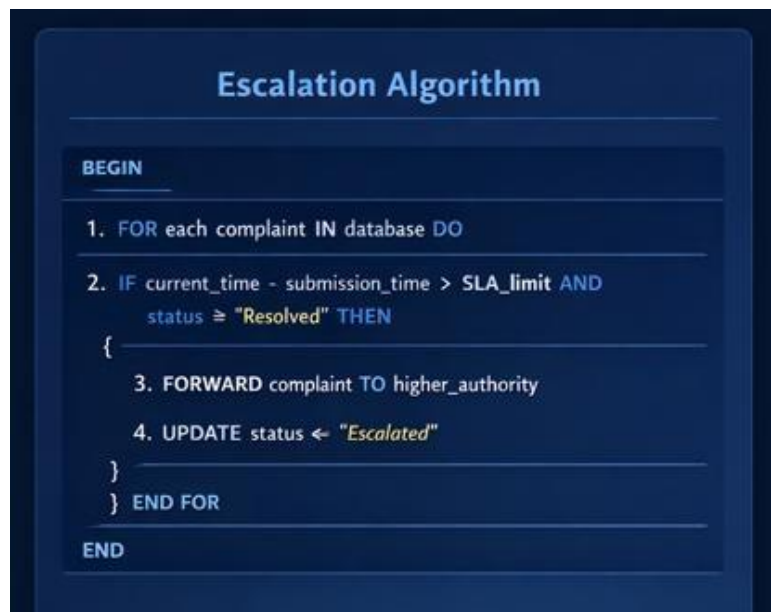 Escalation Algorithm
BEGIN
1. FOR each complaint IN database DO
2. IF current_time - submission_time > SLA_limit AND
status ≥ "Resolved" THEN
{
3. FORWARD complaint TO higher_authority
4. UPDATE status ← "Escalated"
}
} END FOR
END